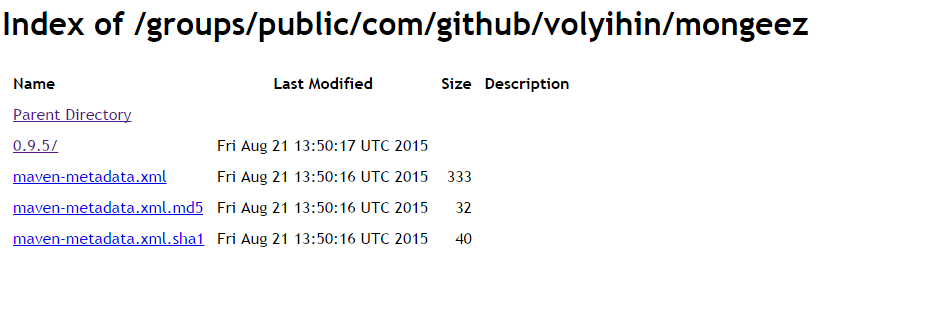 Index of /groups/public/com/github/volyihin/mongeez
Name Last Modified Size Description
Parent Directory
0.9.5/ Fri Aug 21 13:50:17 UTC 2015
maven-metadata.xml Fri Aug 21 13:50:16 UTC 2015 333
maven-metadata.xml.md5 Fri Aug 21 13:50:16 UTC 2015 32
maven-metadata.xml.sha1 Fri Aug 21 13:50:16 UTC 2015 40